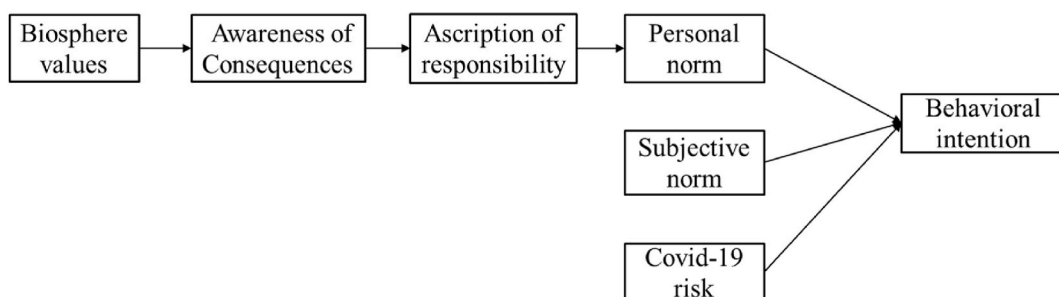 Biosphere
values
Awareness of
Consequences
Ascription of
responsibility
Personal
norm
Behavioral
intention
Subjective
norm
Covid-19
risk